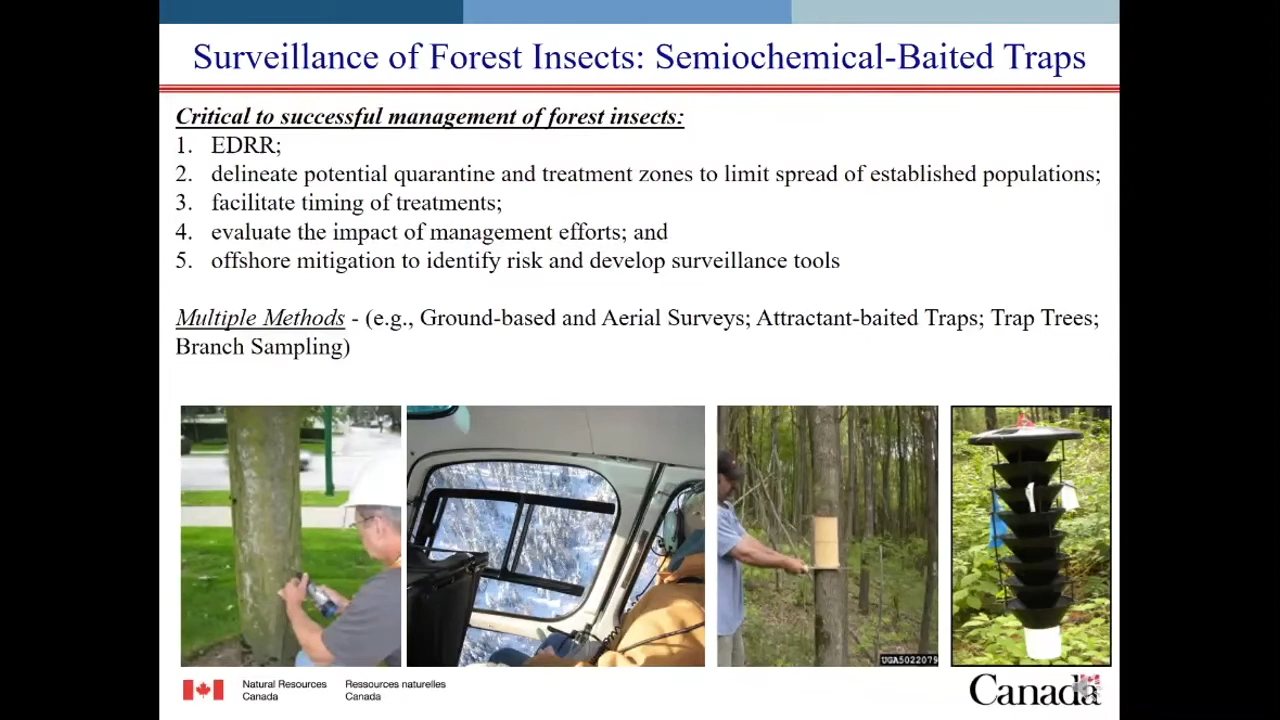 Surveillance of Forest Insects: Semiochemical-Baited Traps
Critical to successful management of forest insects:
1. EDRR;
2. delineate potential quarantine and treatment zones to limit spread of established populations;
3. facilitate timing of treatments;
4. evaluate the impact of management efforts; and
5. offshore mitigation to identify risk and develop surveillance tools
Multiple Methods - (e.g., Ground-based and Aerial Surveys; Attractant-baited Traps; Trap Trees;
Branch Sampling)
UGA5022079
Natural Resources Ressources naturelles
Canada Canada
Canada